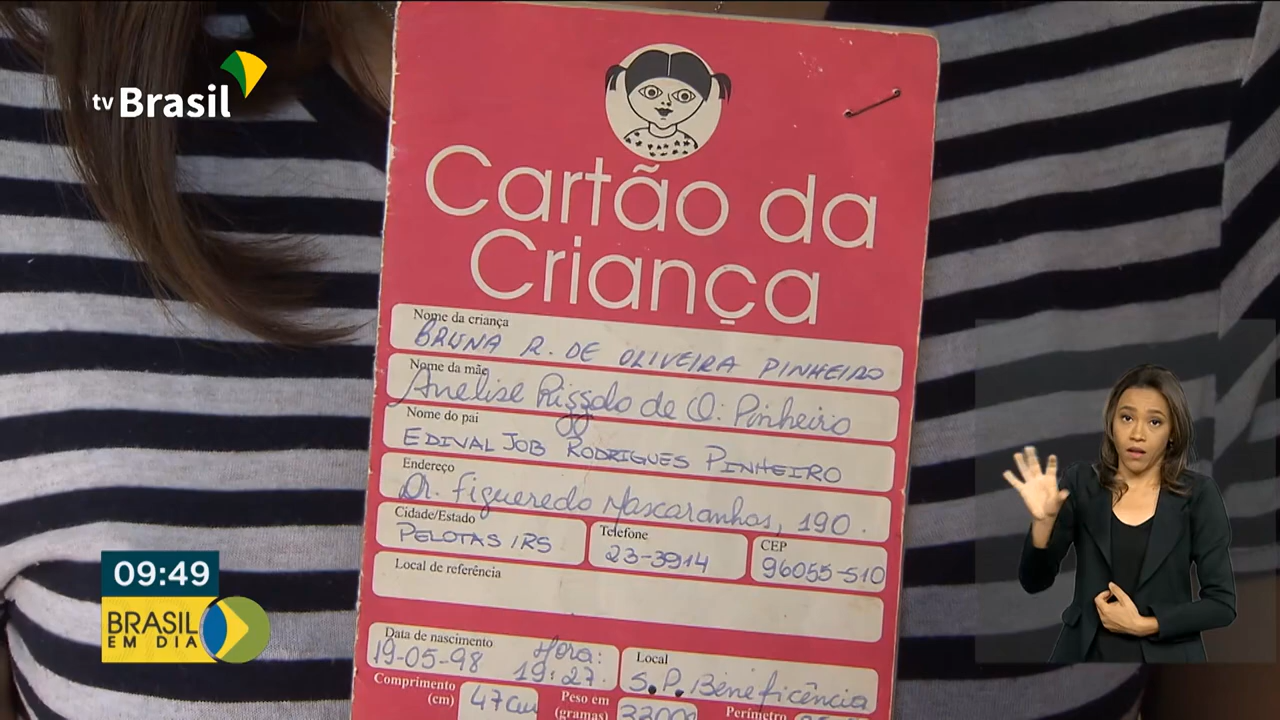 tv Brasil
Cartão da
Criança
Nome da criança
BRUNA R. DE OLIVEIRA PINHEIRO
Nome da mãe
Anelise Rizzolo de O. Pinheiro
Nome do pai
EDIVAL JOB RODRIGUES PINHEIRO
Endereço
Dr. Figueredo Mascaranhas, 190.
Cidade/Estado
PELOTAS/RS
Telefone
23-3914
CEP
96055-510
Local de referência
Data de nascimento
19-05-98
Hora:
19:27.
Local
S.P. Beneficência
Comprimento
(cm)
47cm
Peso em
(gramas)
3300g
Perímetro
09:49
BRASIL
EM DIA